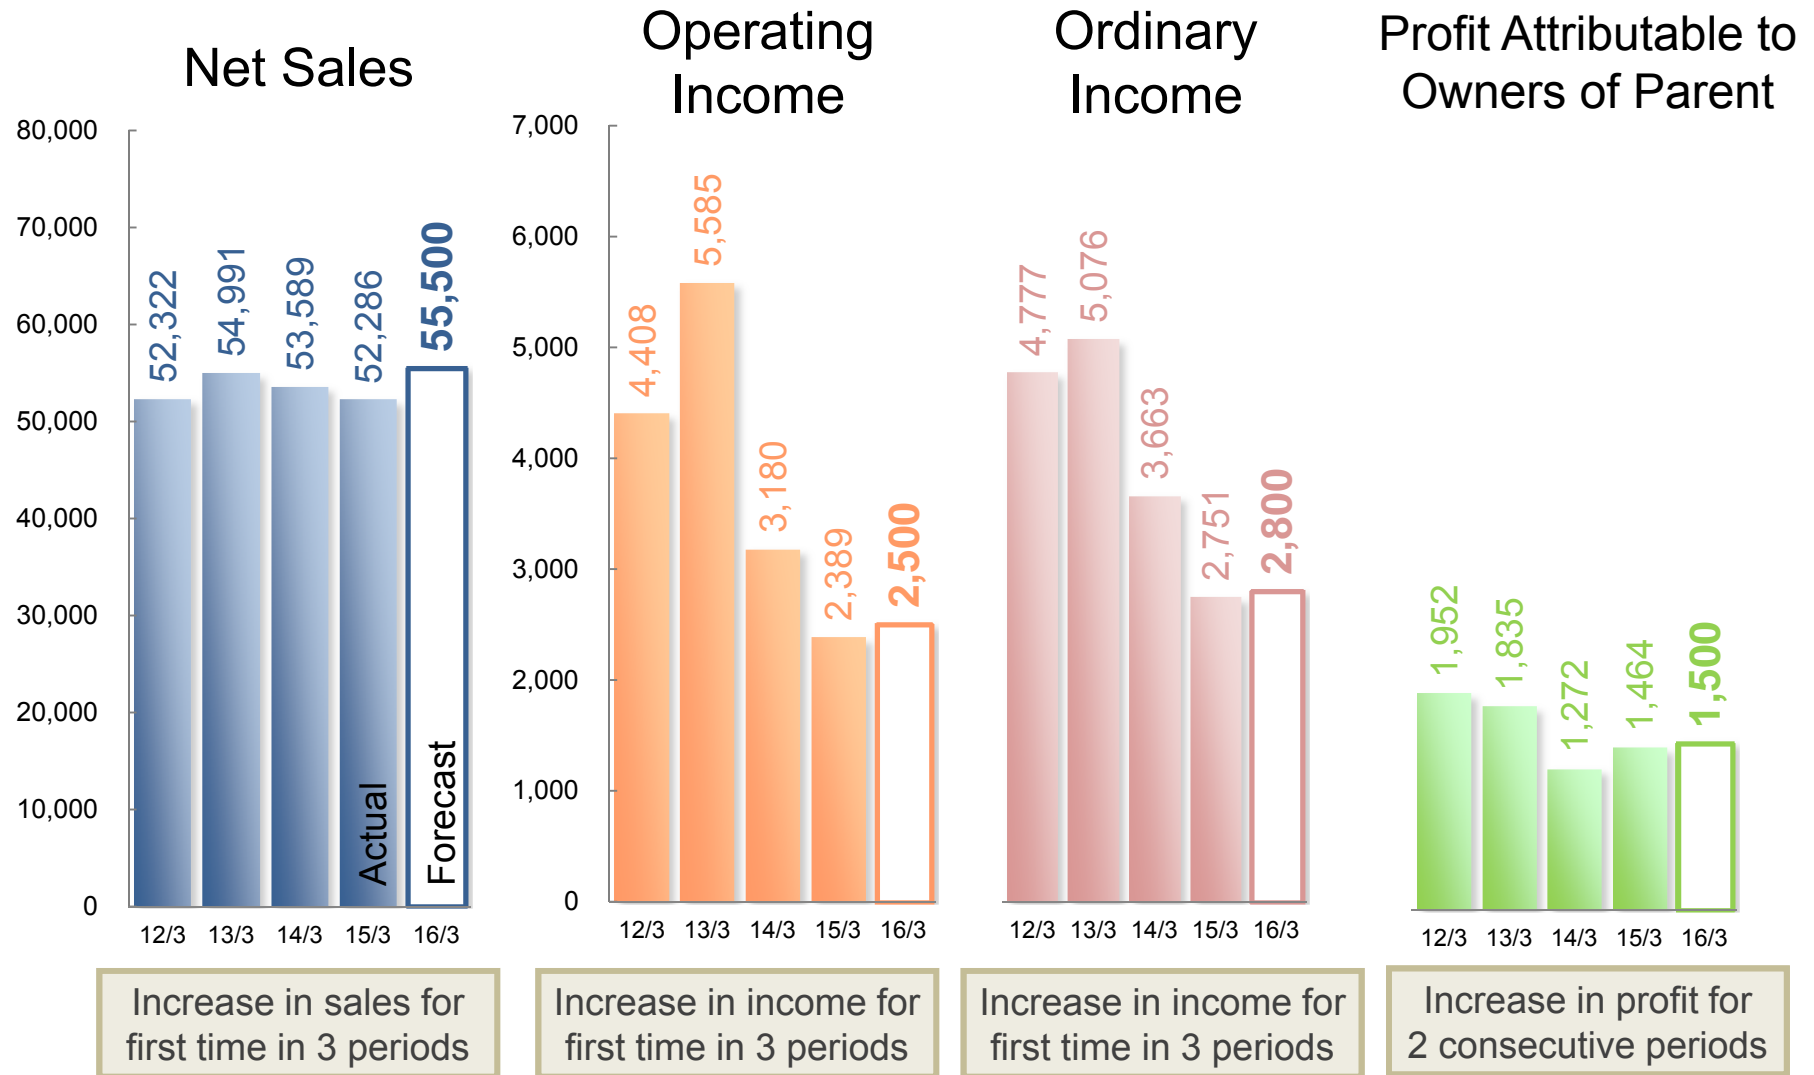 Net Sales
80,000
70,000
60,000
50,000
40,000
30,000
20,000
10,000
0
52,322
54,991
53,589
52,286
55,500
Actual
Forecast
12/3 13/3 14/3 15/3 16/3
Increase in sales for
first time in 3 periods
Operating
Income
7,000
6,000
5,000
4,000
3,000
2,000
1,000
0
4,408
5,585
3,180
2,389
2,500
12/3 13/3 14/3 15/3 16/3
Increase in income for
first time in 3 periods
Ordinary
Income
4,777
5,076
3,663
2,751
2,800
12/3 13/3 14/3 15/3 16/3
Increase in income for
first time in 3 periods
Profit Attributable to
Owners of Parent
1,952
1,835
1,272
1,464
1,500
12/3 13/3 14/3 15/3 16/3
Increase in profit for
2 consecutive periods